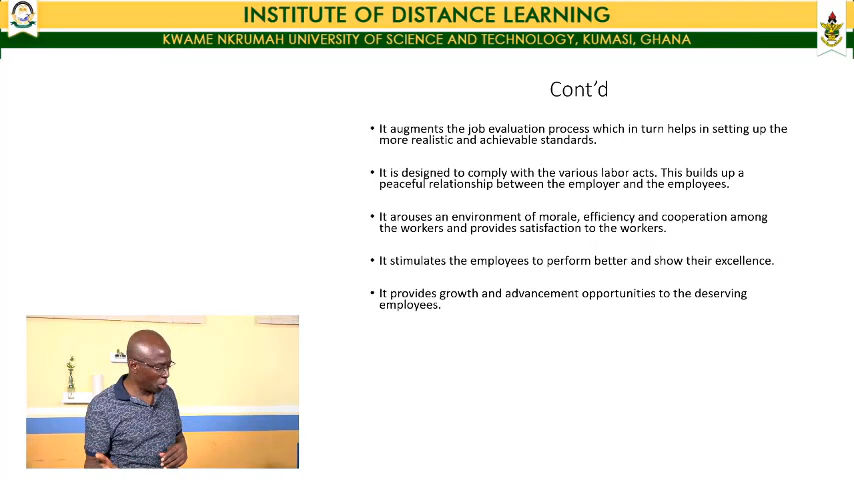 INSTITUTE OF DISTANCE LEARNING
KWAME NKRUMAH UNIVERSITY OF SCIENCE AND TECHNOLOGY, KUMASI, GHANA
Cont'd
• It augments the job evaluation process which in turn helps in setting up the
more realistic and achievable standards.
• It is designed to comply with the various labor acts. This builds up a
peaceful relationship between the employer and the employees.
• It arouses an environment of morale, efficiency and cooperation among
the workers and provides satisfaction to the workers.
• It stimulates the employees to perform better and show their excellence.
• It provides growth and advancement opportunities to the deserving
employees.